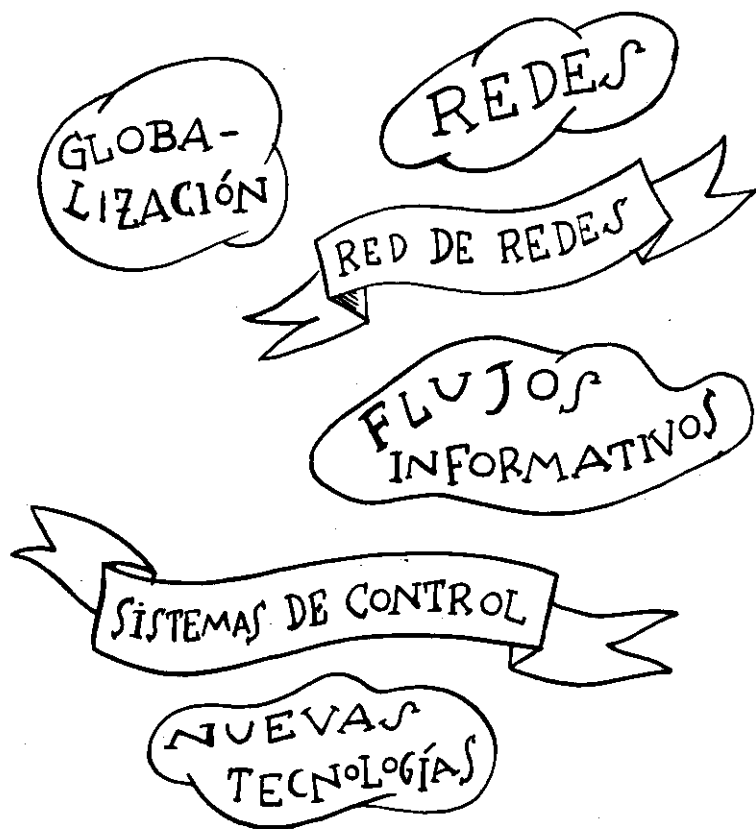 GLOBA-
LIZACIÓN
REDES
RED DE REDES
FLUJOS
INFORMATIVOS
SISTEMAS DE CONTROL
NUEVAS
TECNOLOGÍAS